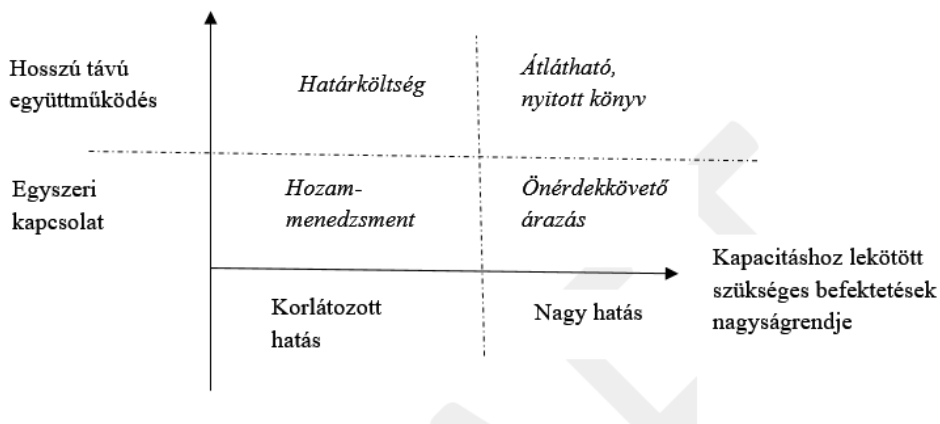 Hosszú távú
együttműködés
Határköltség
Átlátható,
nyitott könyv
Egyszeri
kapcsolat
Hozam-
menedzsment
Önérdekkövető
árazás
Kapacitáshoz lekötött
szükséges befektetések
nagyságrendje
Korlátozott
hatás
Nagy hatás